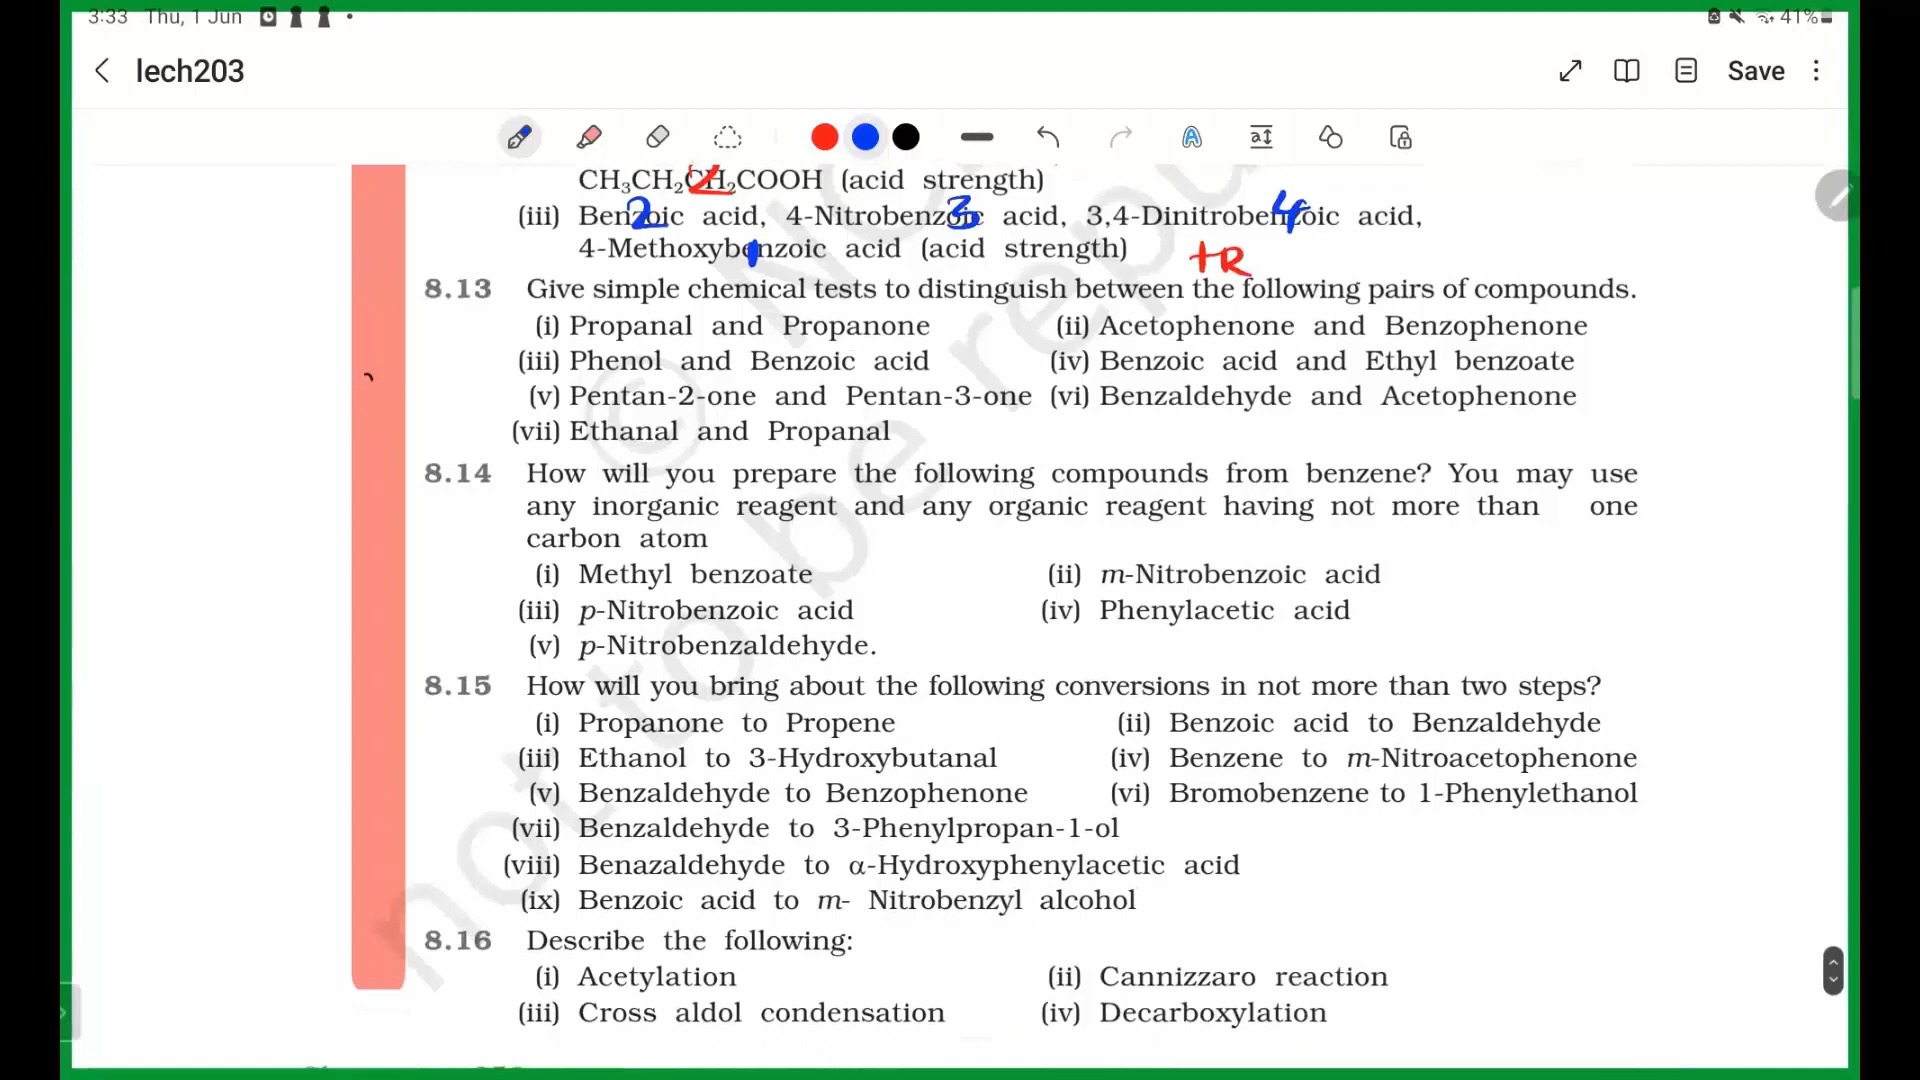 3:33 Thu, 1 Jun
41%
lech203
Save
CH₃CH₂CH₂COOH (acid strength)
2 3 4
(iii) Benzoic acid, 4-Nitrobenzoic acid, 3,4-Dinitrobenzoic acid,
4-Methoxybenzoic acid (acid strength)
1 +R
8.13 Give simple chemical tests to distinguish between the following pairs of compounds.
(i) Propanal and Propanone (ii) Acetophenone and Benzophenone
(iii) Phenol and Benzoic acid (iv) Benzoic acid and Ethyl benzoate
(v) Pentan-2-one and Pentan-3-one (vi) Benzaldehyde and Acetophenone
(vii) Ethanal and Propanal
8.14 How will you prepare the following compounds from benzene? You may use
any inorganic reagent and any organic reagent having not more than one
carbon atom
(i) Methyl benzoate (ii) m-Nitrobenzoic acid
(iii) p-Nitrobenzoic acid (iv) Phenylacetic acid
(v) p-Nitrobenzaldehyde.
8.15 How will you bring about the following conversions in not more than two steps?
(i) Propanone to Propene (ii) Benzoic acid to Benzaldehyde
(iii) Ethanol to 3-Hydroxybutanal (iv) Benzene to m-Nitroacetophenone
(v) Benzaldehyde to Benzophenone (vi) Bromobenzene to 1-Phenylethanol
(vii) Benzaldehyde to 3-Phenylpropan-1-ol
(viii) Benazaldehyde to α-Hydroxyphenylacetic acid
(ix) Benzoic acid to m- Nitrobenzyl alcohol
8.16 Describe the following:
(i) Acetylation (ii) Cannizzaro reaction
(iii) Cross aldol condensation (iv) Decarboxylation
not to be repu